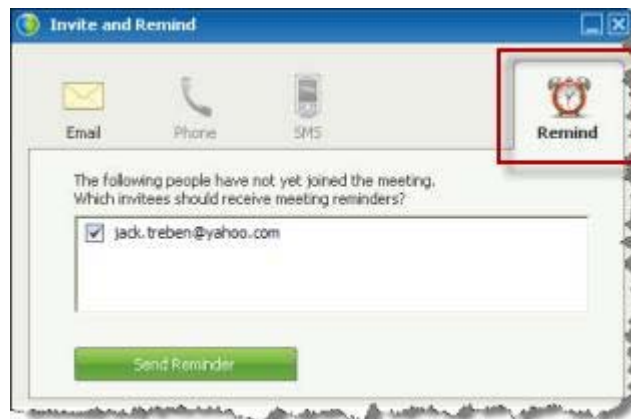 Invite and Remind
Email
Phone
SMS
Remind
The following people have not yet joined the meeting.
Which invitees should receive meeting reminders?
jack.treben@yahoo.com
Send Reminder